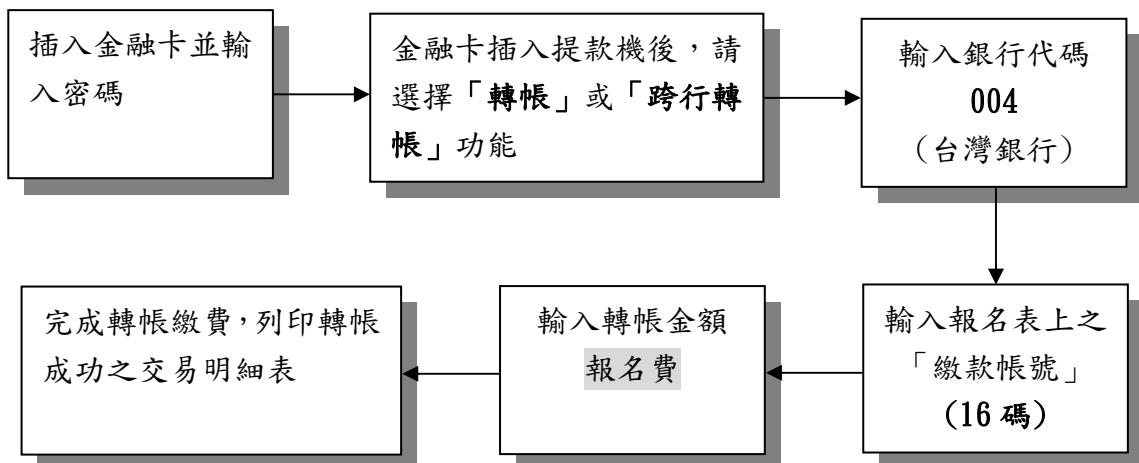 插入金融卡並輸
入密碼
金融卡插入提款機後，請
選擇「轉帳」或「跨行轉
帳」功能
輸入銀行代碼
004
（台灣銀行）
輸入報名表上之
「繳款帳號」
(16 碼)
輸入轉帳金額
報名費
完成轉帳繳費，列印轉帳
成功之交易明細表